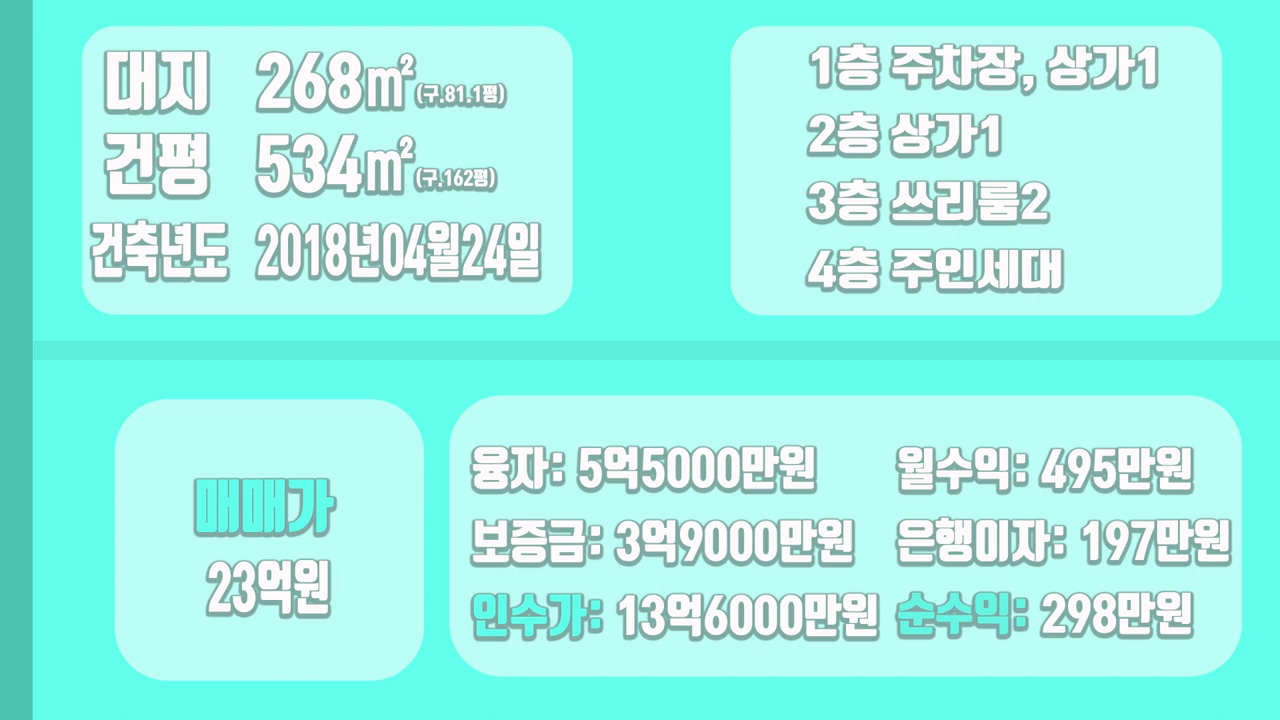 대지 268㎡(구.81.1평)
건평 534㎡(구.162평)
건축년도 2018년04월24일
1층 주차장, 상가1
2층 상가1
3층 쓰리룸2
4층 주인세대
매매가
23억원
융자: 5억5000만원
보증금: 3억9000만원
인수가: 13억6000만원
월수익: 495만원
은행이자: 197만원
순수익: 298만원